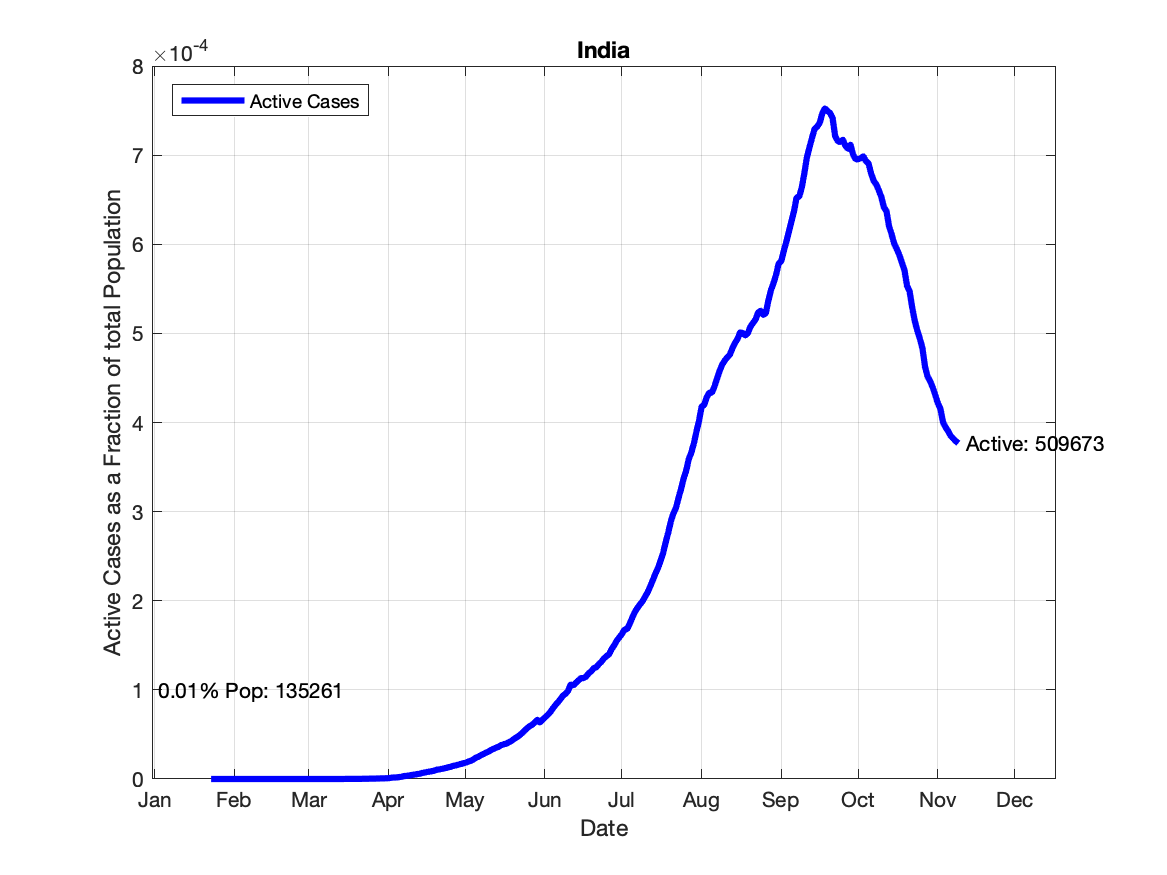 India
×10-4
Active Cases
8
7
6
5
4
3
2
1
0
Active Cases as a Fraction of total Population
Active: 509673
0.01% Pop: 135261
Jan Feb Mar Apr May Jun Jul Aug Sep Oct Nov Dec
Date